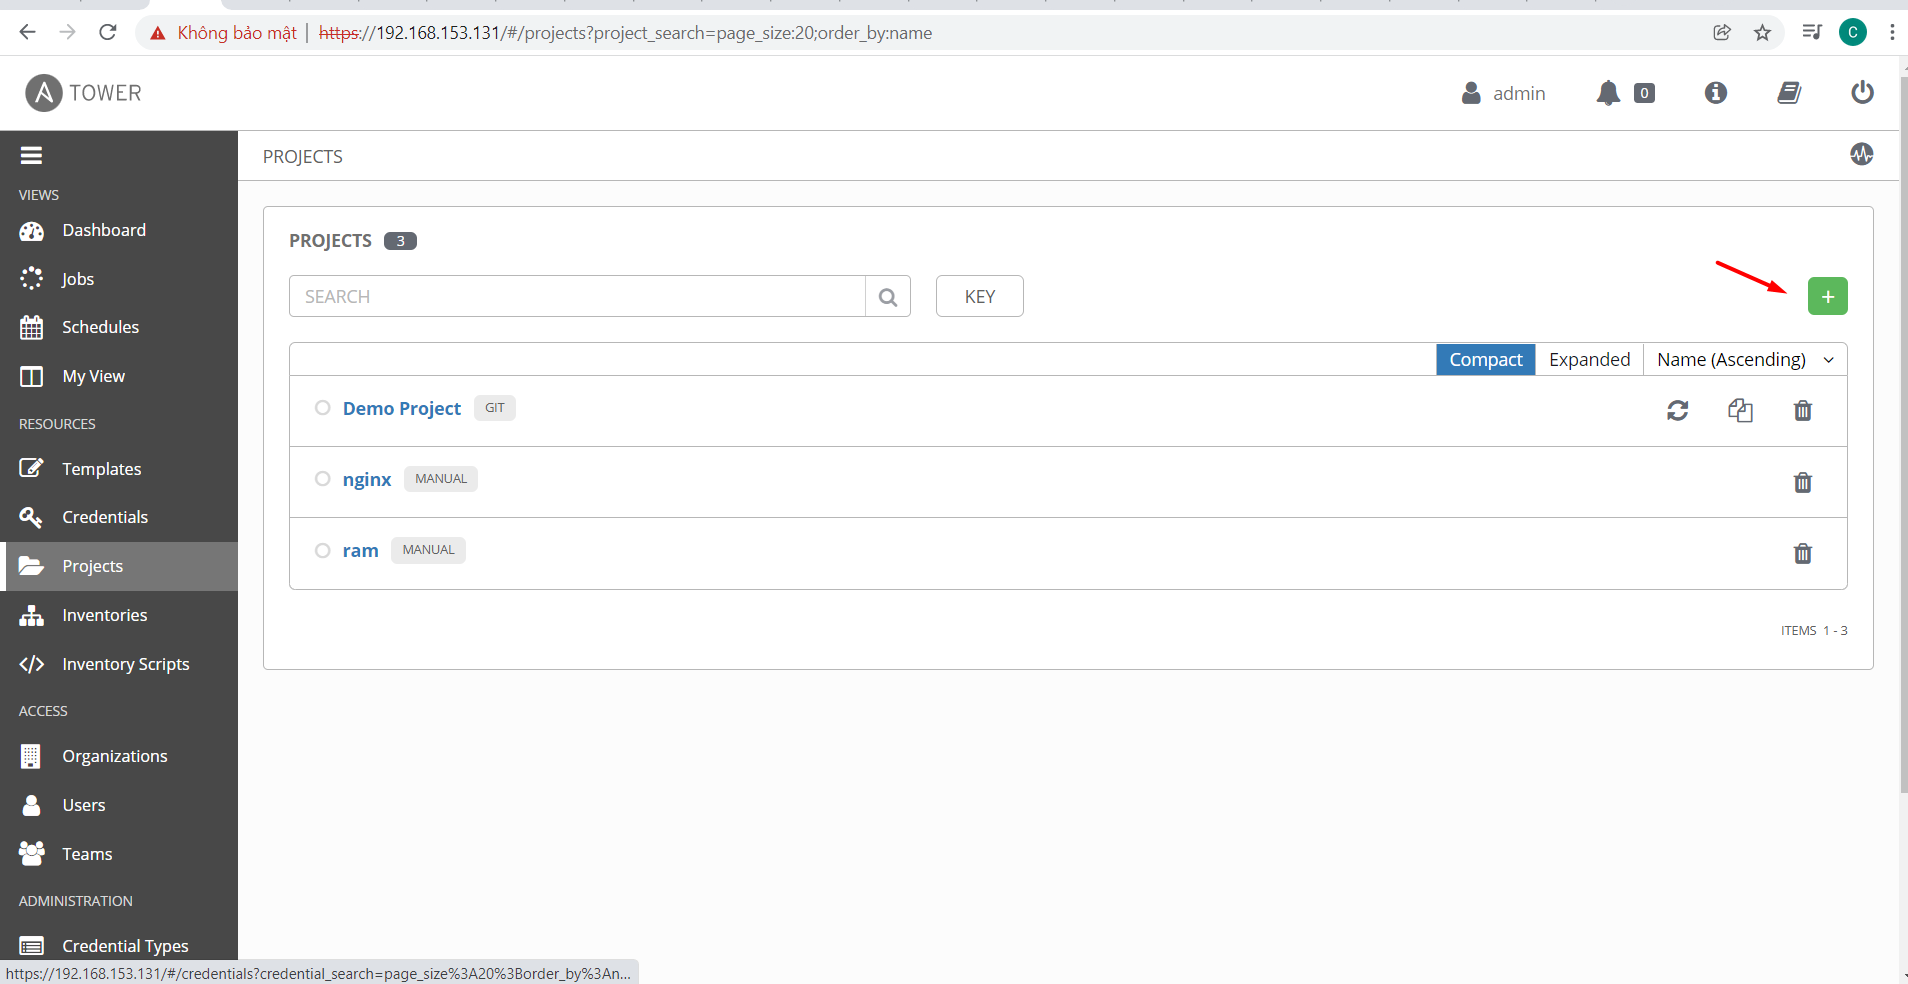 Không bảo mật | https://192.168.153.131/#/projects?project_search=page_size:20;order_by:name
C
A TOWER
admin
0
VIEWS
Dashboard
Jobs
Schedules
My View
RESOURCES
Templates
Credentials
Projects
Inventories
Inventory Scripts
ACCESS
Organizations
Users
Teams
ADMINISTRATION
Credential Types
PROJECTS
PROJECTS 3
SEARCH
KEY
+
Compact Expanded Name (Ascending)
Demo Project GIT
nginx MANUAL
ram MANUAL
ITEMS 1 - 3
https://192.168.153.131/#/credentials?credential_search=page_size%3A20%3Border_by%3An...